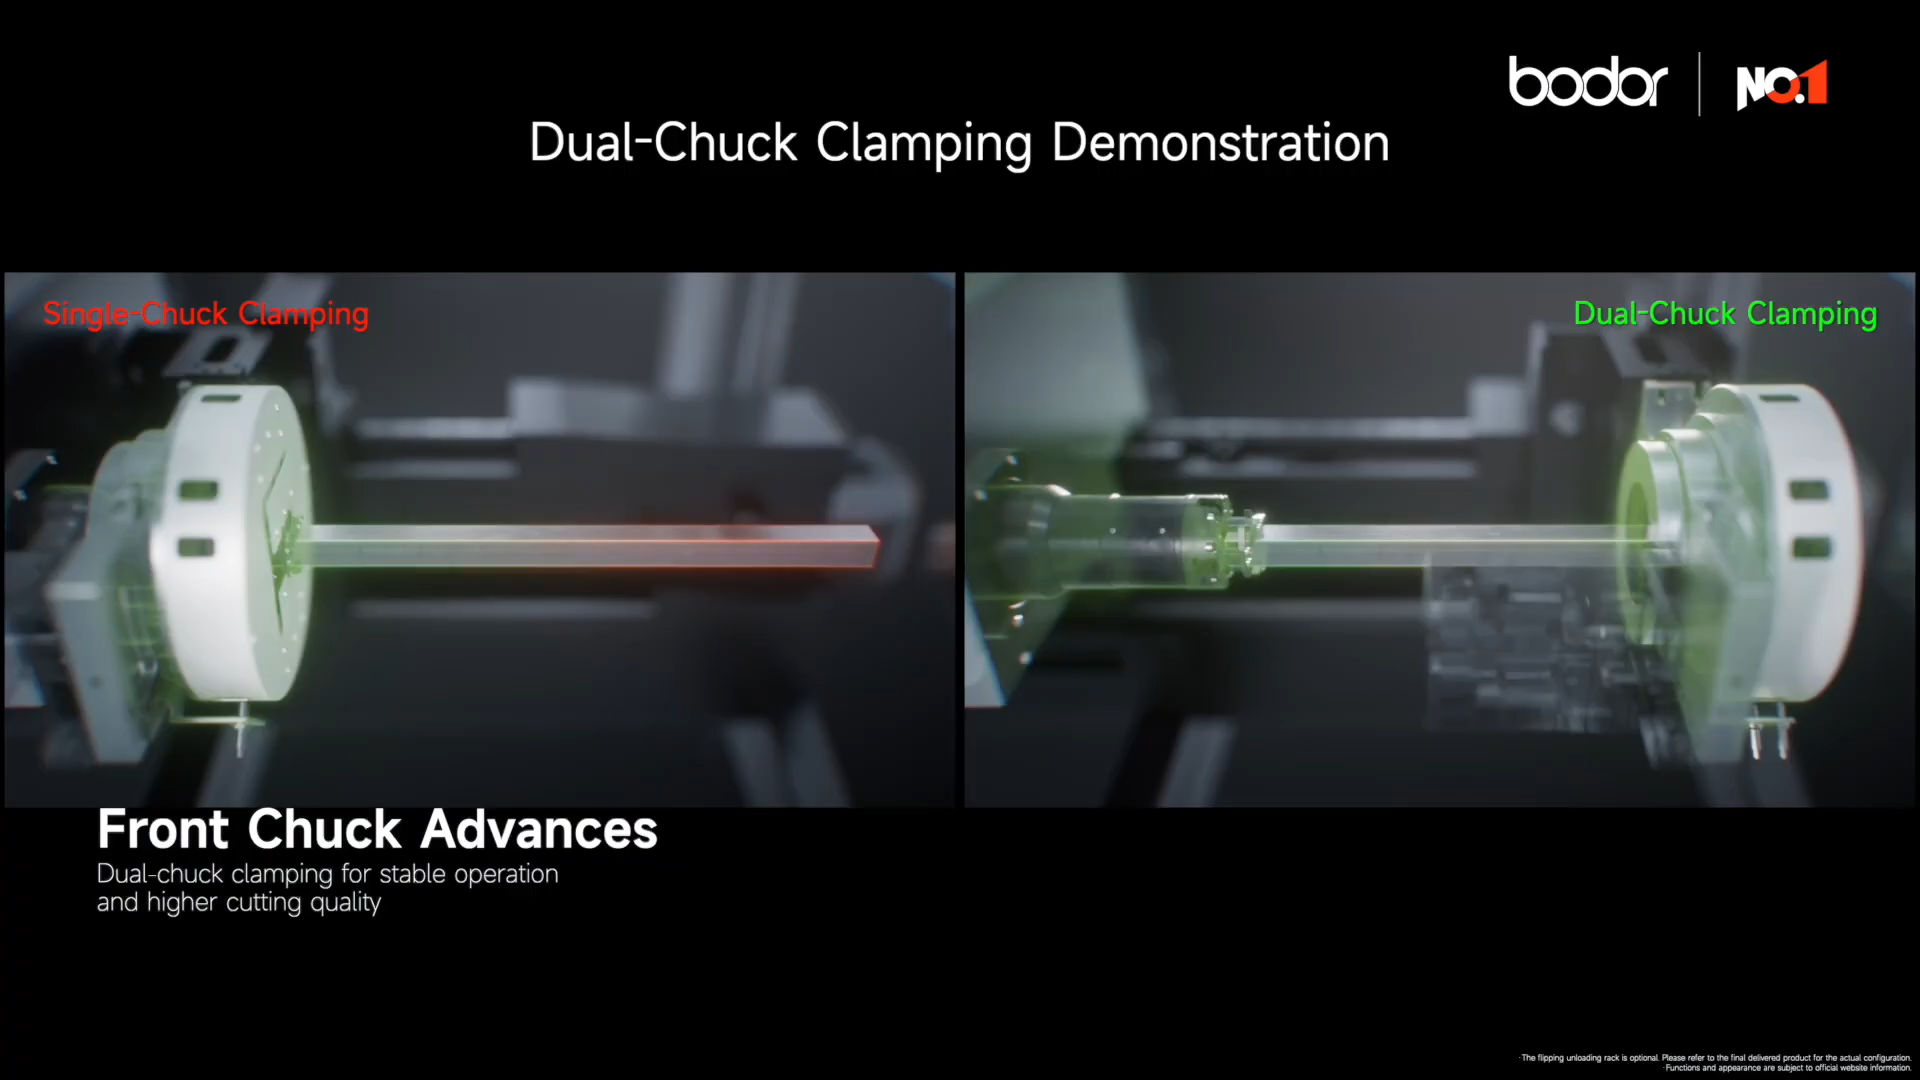 bodor
NO.1
Dual-Chuck Clamping Demonstration
Single-Chuck Clamping
Dual-Chuck Clamping
Front Chuck Advances
Dual-chuck clamping for stable operation
and higher cutting quality
·The flipping unloading rack is optional. Please refer to the final delivered product for the actual configuration.
·Functions and appearance are subject to official website information.